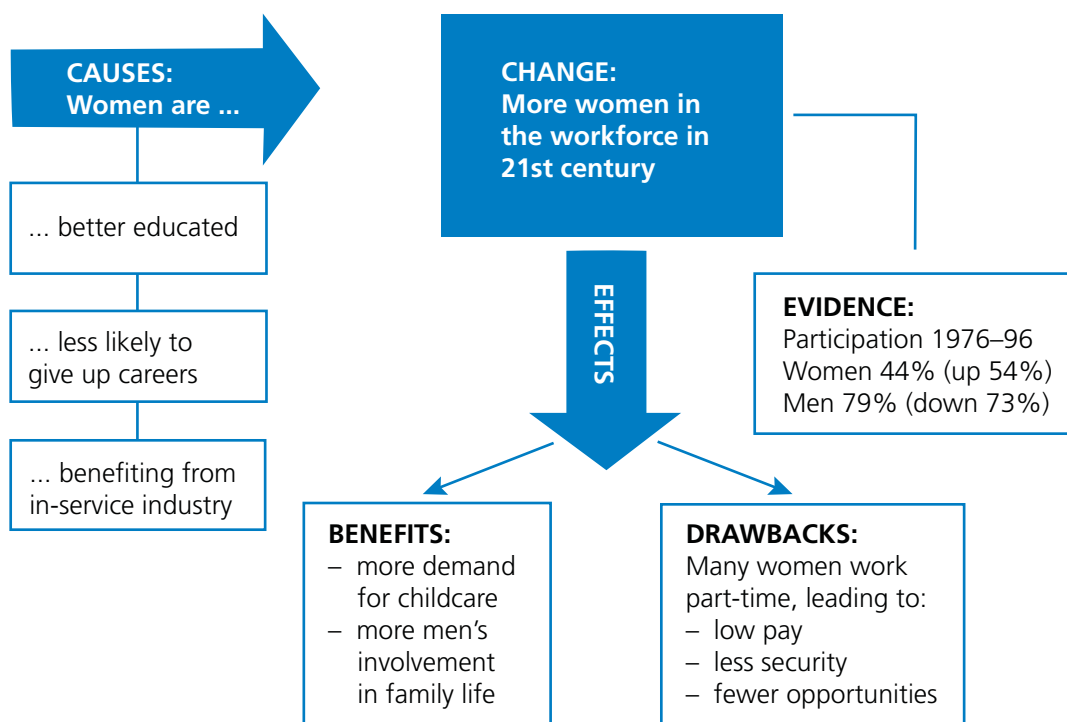 CAUSES:
Women are ...
... better educated
... less likely to
give up careers
... benefiting from
in-service industry
CHANGE:
More women in
the workforce in
21st century
EVIDENCE:
Participation 1976–96
Women 44% (up 54%)
Men 79% (down 73%)
EFFECTS
BENEFITS:
– more demand
for childcare
– more men’s
involvement
in family life
DRAWBACKS:
Many women work
part-time, leading to:
– low pay
– less security
– fewer opportunities